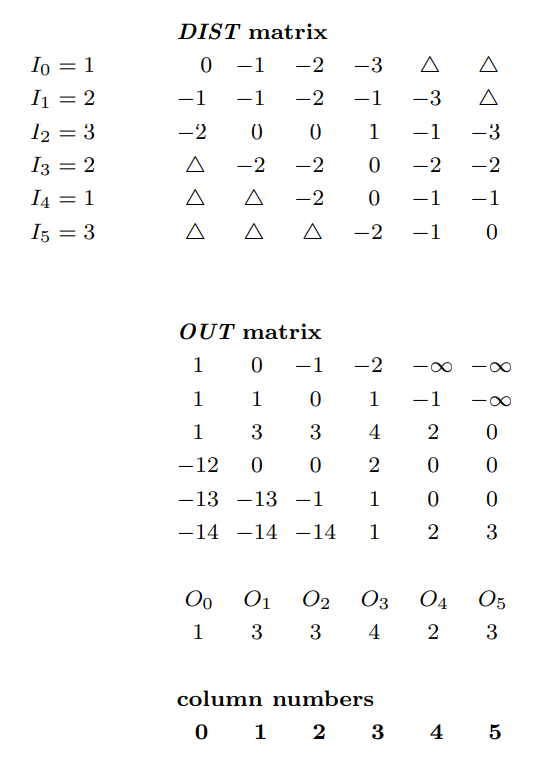 DIST matrix
I₀ = 1 0 −1 −2 −3 △ △
I₁ = 2 −1 −1 −2 −1 −3 △
I₂ = 3 −2 0 0 1 −1 −3
I₃ = 2 △ −2 −2 0 −2 −2
I₄ = 1 △ △ −2 0 −1 −1
I₅ = 3 △ △ △ −2 −1 0
OUT matrix
1 0 −1 −2 −∞ −∞
1 1 0 1 −1 −∞
1 3 3 4 2 0
−12 0 0 2 0 0
−13 −13 −1 1 0 0
−14 −14 −14 1 2 3
O₀ O₁ O₂ O₃ O₄ O₅
1 3 3 4 2 3
column numbers
0 1 2 3 4 5